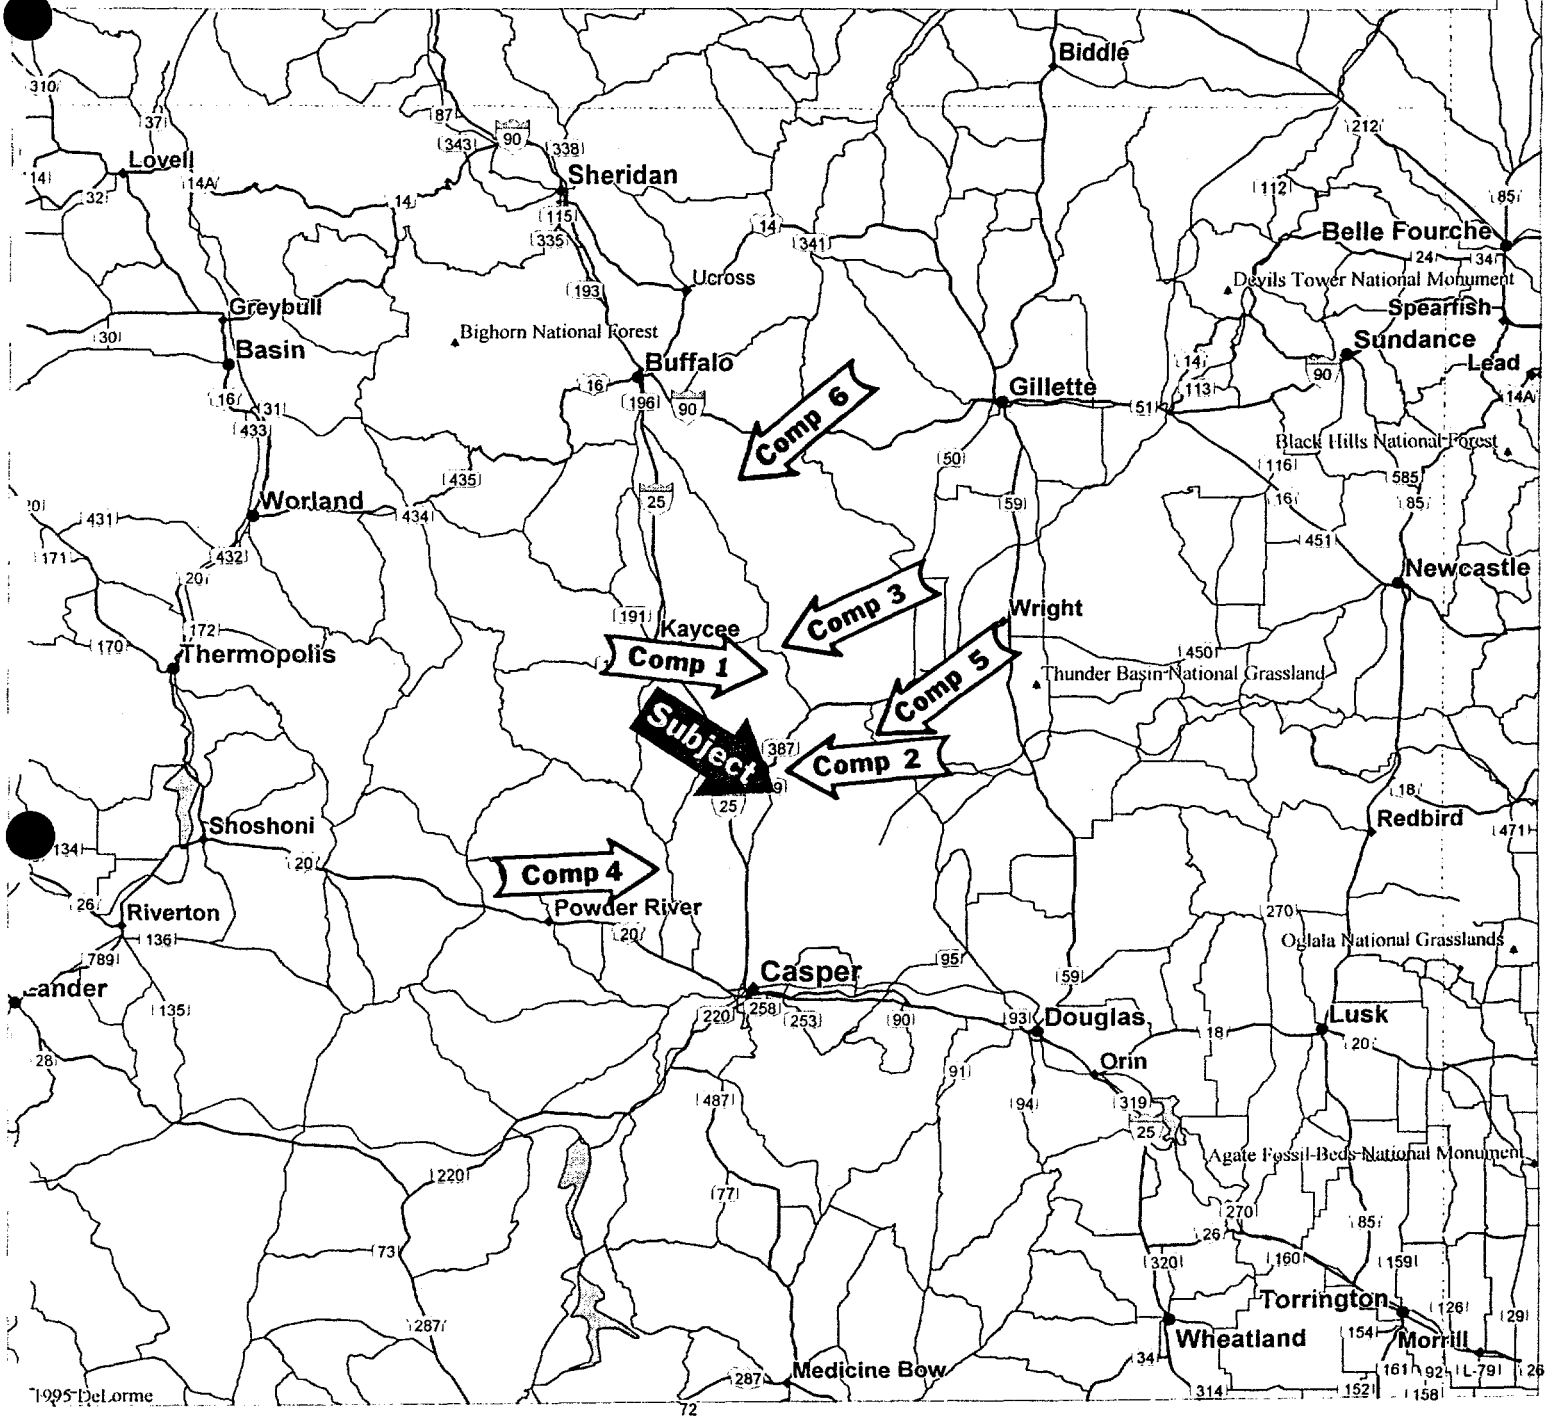 Biddle
310
37
87
343
90
338
212
Lovell
14
32
14A
14
Sheridan
112
85
115
335
14
341
Belle Fourche
24
34
193
Ucross
Devils Tower National Monument
Greybull
Spearfish
30
Bighorn National Forest
Basin
Buffalo
Sundance
14
90
Lead
16
16
196
90
Comp 6
Gillette
113
51
14A
31
433
Black Hills National Forest
50
116
435
585
25
59
16
85
Worland
431
434
451
171
432
20
Newcastle
Comp 3
191
Wright
172
Kaycee
170
Thermopolis
Comp 1
450
Comp 5
Thunder Basin National Grassland
Subject
387
Comp 2
25
18
Shoshoni
Redbird
471
134
20
Comp 4
26
Riverton
Powder River
270
136
20
Oglala National Grasslands
789
95
Casper
59
Lander
135
220
258
253
90
93
Douglas
Lusk
18
20
28
91
Orin
487
94
319
25
Agate Fossil Beds National Monument
220
77
270
85
26
73
160
159
320
Torrington
126
29
287
154
Wheatland
Morrill
34
Medicine Bow
161
92
L-79
26
287
314
152
158
1995 DeLorme
72